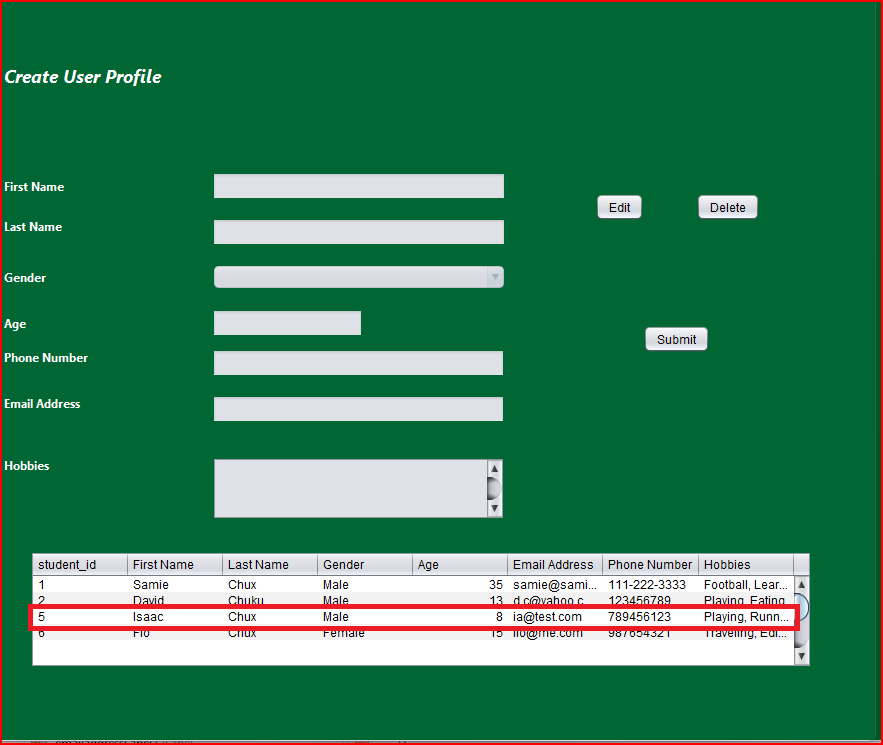 Create User Profile
First Name
Edit Delete
Last Name
Gender
Age
Submit
Phone Number
Email Address
Hobbies
student_id First Name Last Name Gender Age Email Address Phone Number Hobbies
1 Samie Chux Male 35 samie@sami... 111-222-3333 Football, Lear...
2 David Chuku Male 13 d.c@yahoo.c... 123456789 Playing, Eating
5 Isaac Chux Male 8 ia@test.com 789456123 Playing, Runn...
6 Flo Chux Female 15 flo@me.com 987654321 Traveling, Edi...